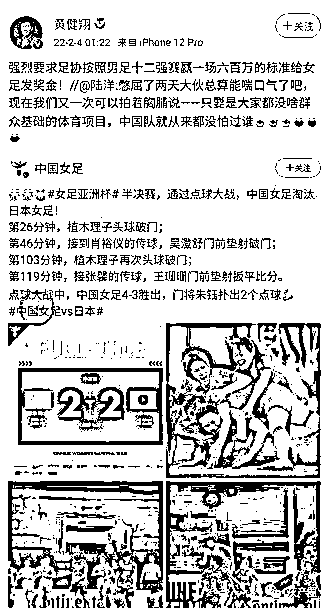 黄健翔
22-2-4 01:22 来自iPhone 12 Pro
+关注
强烈要求足协按照男足十二强赛赢一场六百万的标准给女
足发奖金！//@陆洋:憋屈了两天大伙总算能喘口气了吧，
现在我们又一次可以拍着胸脯说——只要是大家都没啥群
众基础的体育项目，中国队就从来都没怕过谁
中国女足
+关注
#女足亚洲杯# 半决赛，通过点球大战，中国女足淘汰
日本女足！
第26分钟，植木理子头球破门；
第46分钟，接到肖裕仪的传球，吴澄舒门前垫射破门；
第103分钟，植木理子再次头球破门；
第119分钟，接张馨的传球，王珊珊门前垫射扳平比分。
点球大战中，中国女足4-3胜出，门将朱钰扑出2个点球
#中国女足vs日本#
FULL-TIME
2-2